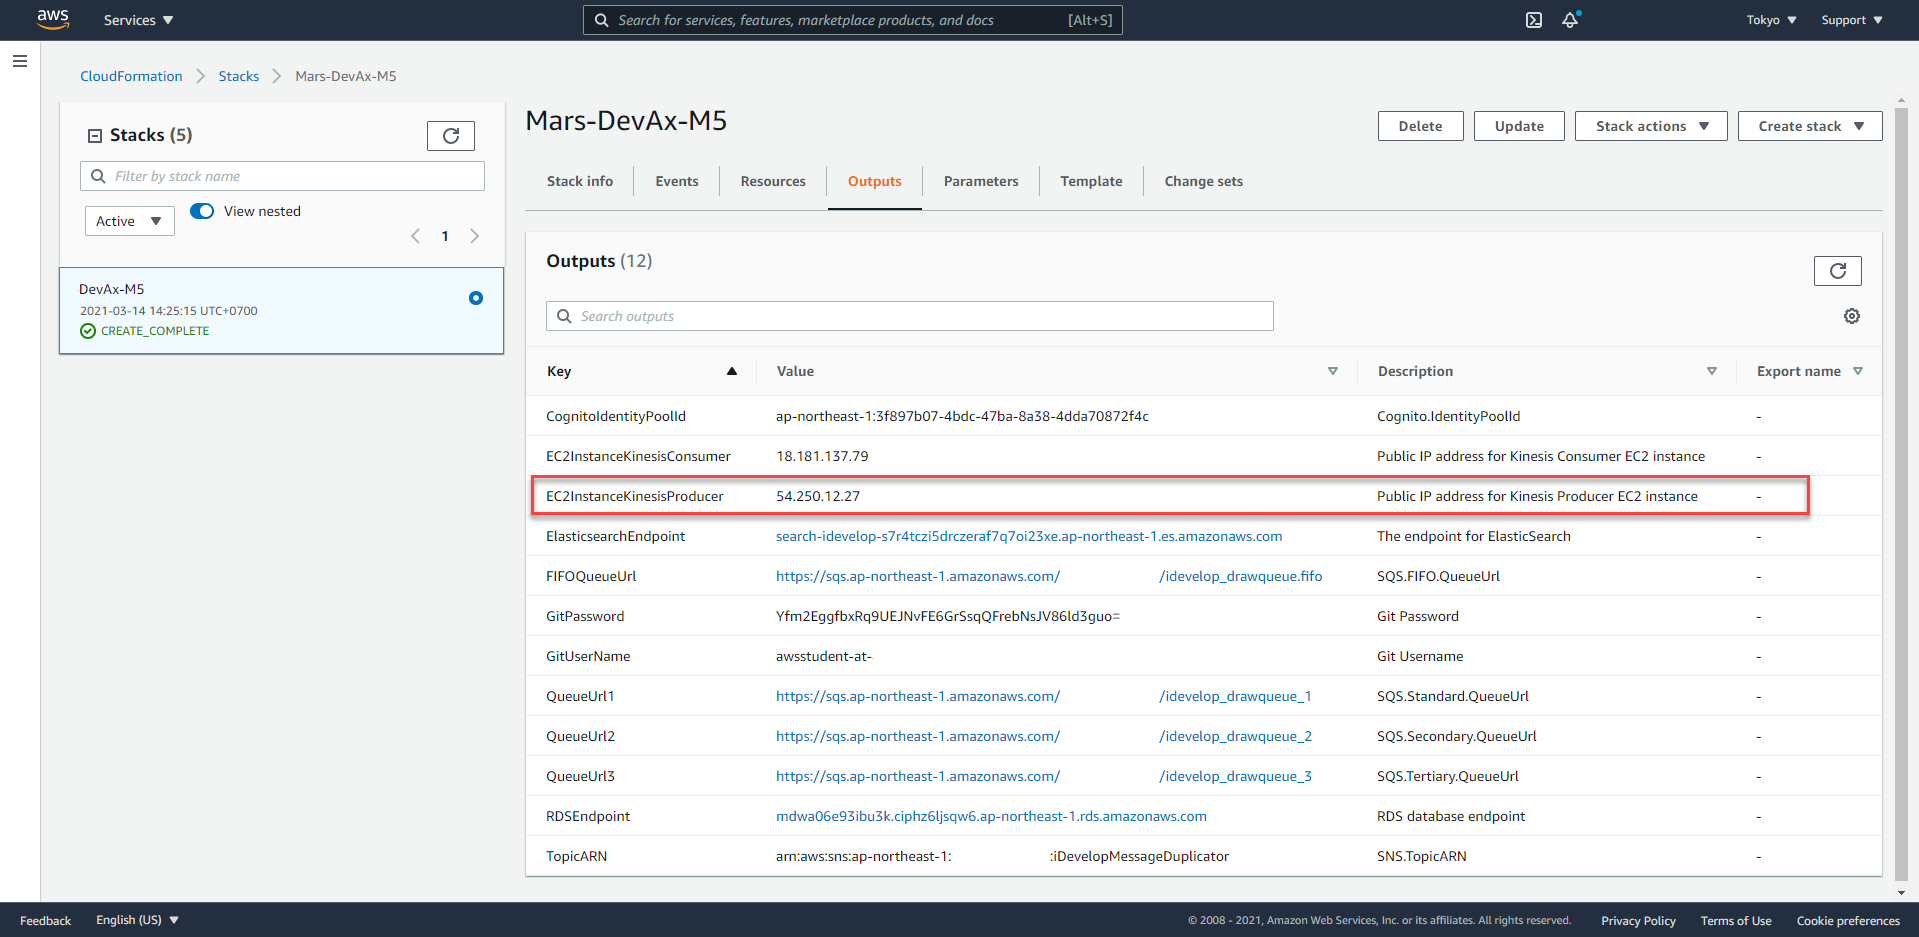 aws Services Search for services, features, marketplace products, and docs [Alt+S] Tokyo Support
CloudFormation Stacks Mars-DevAx-M5
Stacks (5)
Filter by stack name
Active View nested
1
DevAx-M5
2021-03-14 14:25:15 UTC+0700
CREATE_COMPLETE
Mars-DevAx-M5
Delete Update Stack actions Create stack
Stack info Events Resources Outputs Parameters Template Change sets
Outputs (12)
Search outputs
Key Value Description Export name
CognitoIdentityPoolId ap-northeast-1:3f897b07-4bdc-47ba-8a38-4dda70872f4c Cognito.IdentityPoolId -
EC2InstanceKinesisConsumer 18.181.137.79 Public IP address for Kinesis Consumer EC2 instance -
EC2InstanceKinesisProducer 54.250.12.27 Public IP address for Kinesis Producer EC2 instance -
ElasticsearchEndpoint search-idevelop-s7r4tczi5drczeraf7q7oi23xe.ap-northeast-1.es.amazonaws.com The endpoint for ElasticSearch -
FIFOQueueUrl https://sqs.ap-northeast-1.amazonaws.com/ /idevelop_drawqueue.fifo SQS.FIFO.QueueUrl -
GitPassword Yfm2EggfbxRq9UEJNvFE6GrSsqQFrebNsJV86ld3guo= Git Password -
GitUserName awsstudent-at- Git Username -
QueueUrl1 https://sqs.ap-northeast-1.amazonaws.com/ /idevelop_drawqueue_1 SQS.Standard.QueueUrl -
QueueUrl2 https://sqs.ap-northeast-1.amazonaws.com/ /idevelop_drawqueue_2 SQS.Secondary.QueueUrl -
QueueUrl3 https://sqs.ap-northeast-1.amazonaws.com/ /idevelop_drawqueue_3 SQS.Tertiary.QueueUrl -
RDSEndpoint mdwa06e93ibu3k.ciphz6ljsqw6.ap-northeast-1.rds.amazonaws.com RDS database endpoint -
TopicARN arn:aws:sns:ap-northeast-1: :iDevelopMessageDuplicator SNS.TopicARN -
Feedback English (US) © 2008 - 2021, Amazon Web Services, Inc. or its affiliates. All rights reserved. Privacy Policy Terms of Use Cookie preferences